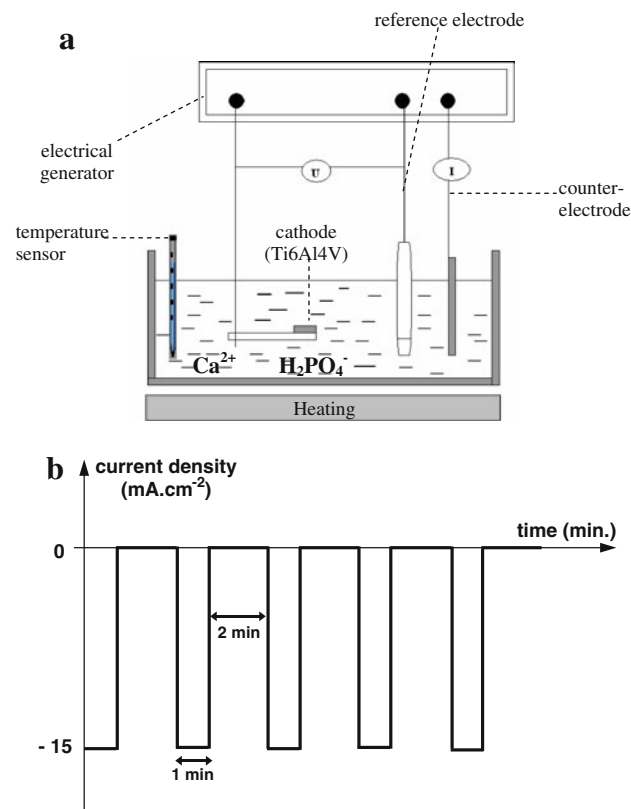 a
reference electrode
electrical
generator
U
I
counter-
electrode
temperature
sensor
cathode
(Ti6Al4V)
Ca²⁺
H₂PO₄⁻
Heating
b
current density
(mA.cm⁻²)
time (min.)
0
2 min
- 15
1 min